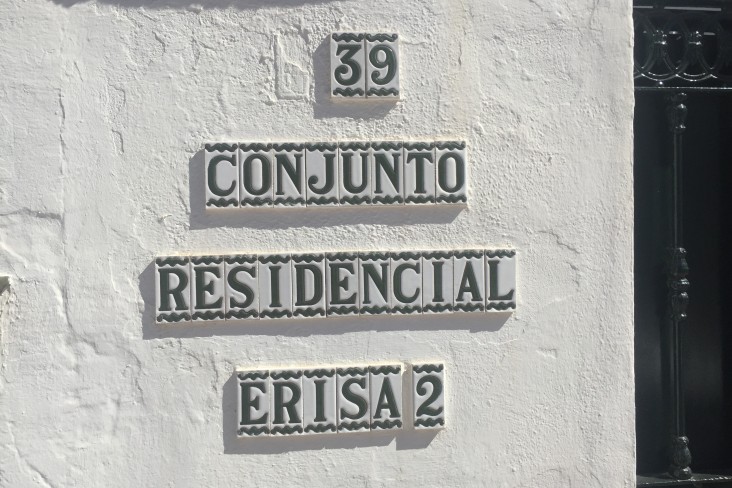 39
CONJUNTO
RESIDENCIAL
ERISA 2